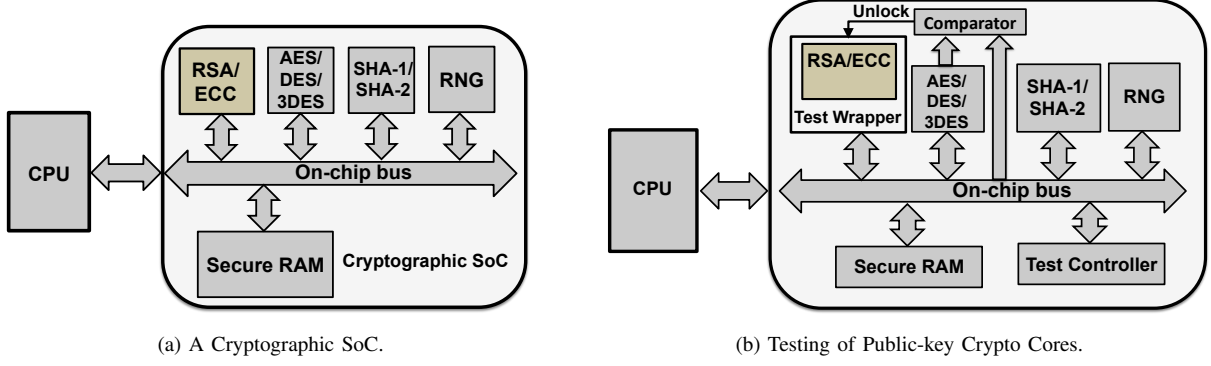 CPU
RSA/
ECC
AES/
DES/
3DES
SHA-1/
SHA-2
RNG
On-chip bus
Secure RAM
Cryptographic SoC
(a) A Cryptographic SoC.
CPU
Unlock
Comparator
RSA/ECC
Test Wrapper
AES/
DES/
3DES
SHA-1/
SHA-2
RNG
On-chip bus
Secure RAM
Test Controller
(b) Testing of Public-key Crypto Cores.